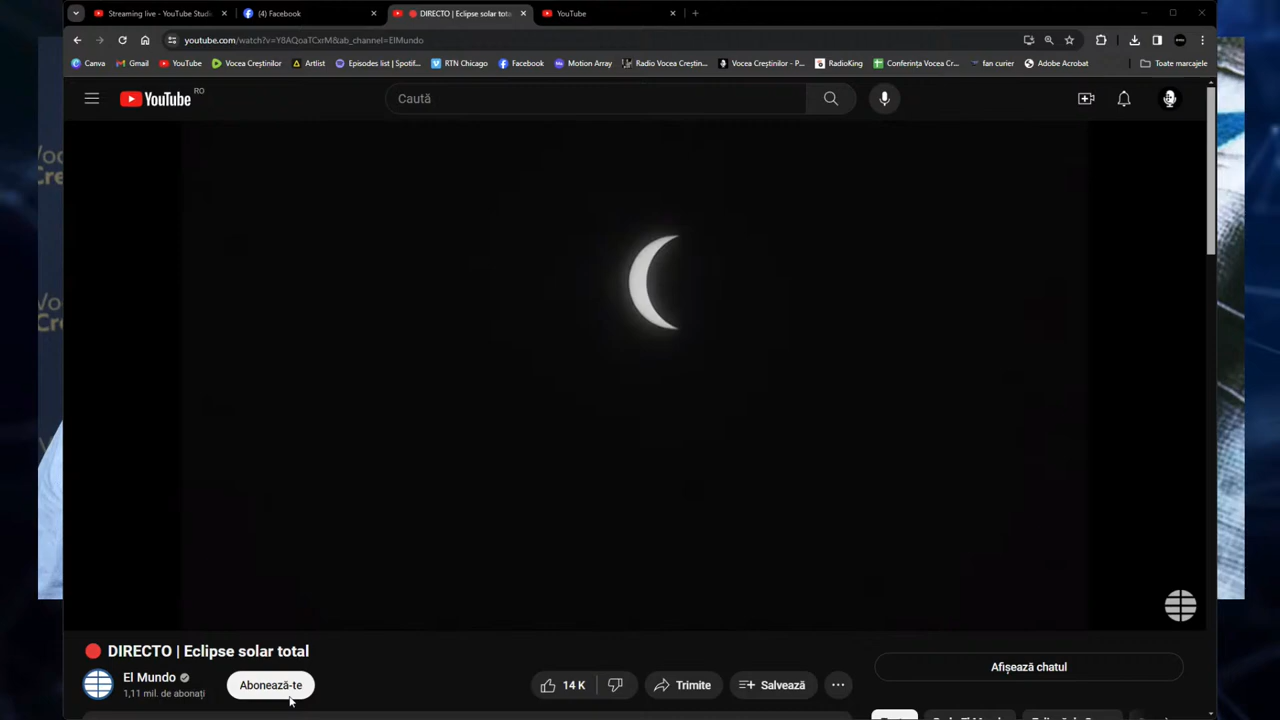 Streaming live - YouTube Studi
(4) Facebook
DIRECTO | Eclipse solar tota
YouTube
youtube.com/watch?v=Y8AQoaTCxrM&ab_channel=ElMundo
Canva
Gmail
YouTube
Vocea Creștinilor
Artlist
Episodes list | Spotif...
RTN Chicago
Facebook
Motion Array
Radio Vocea Creștin...
Vocea Creștinilor - P...
RadioKing
Conferința Vocea Cr...
fan curier
Adobe Acrobat
Toate marcajele
YouTube RO
Caută
DIRECTO | Eclipse solar total
El Mundo
1,11 mil. de abonați
Abonează-te
14 K
Trimite
Salvează
Afișează chatul